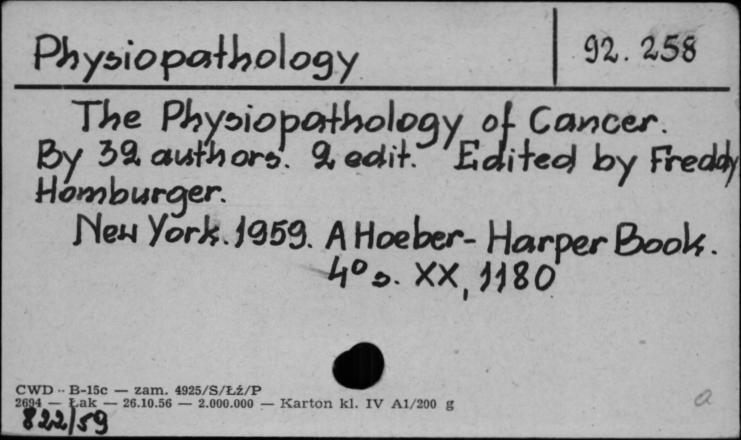 Physiopathology
92. 258
The Physiopathology of Cancer.
By 32 authors. 2 edit. Edited by Freddy
Homburger.
New York. 1959. A Hoeber-Harper Book.
4° s. XX, 1180
CWD -- B-15c — zam. 4925/S/Łź/P
2694 — Łak — 26.10.56 — 2.000.000 — Karton kl. IV A1/200 g
822/59
a